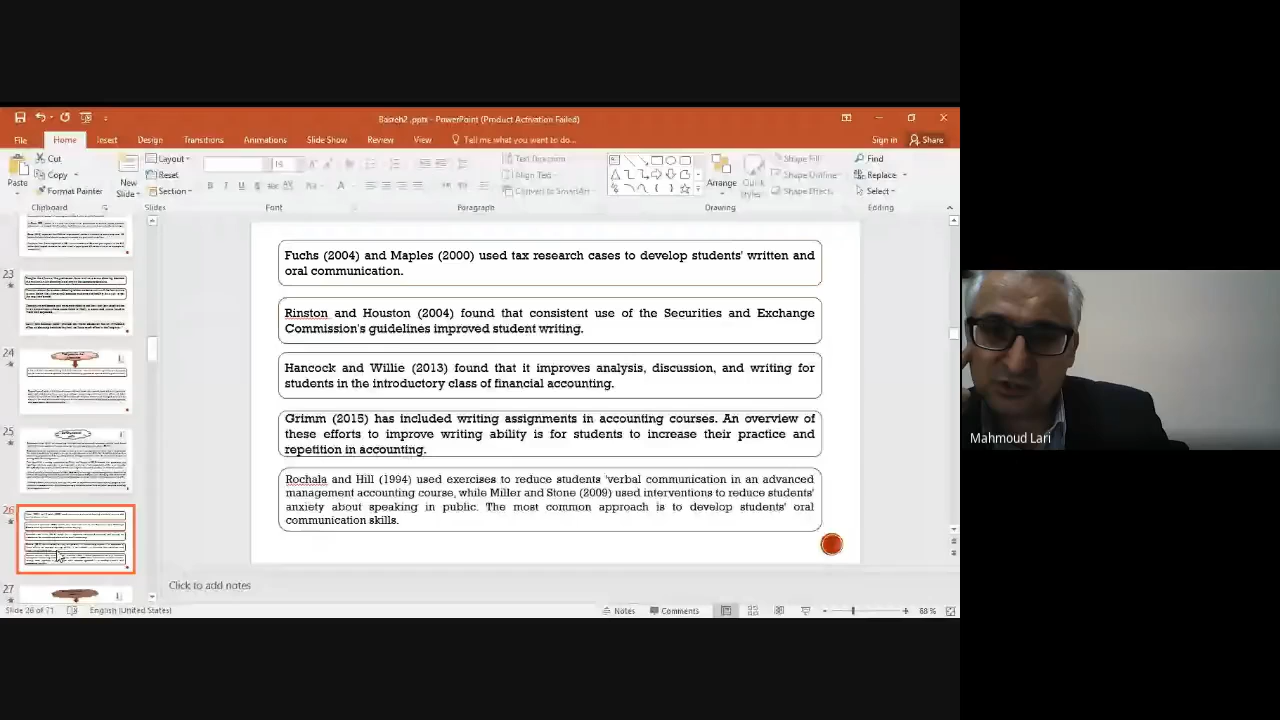 Basreh2 .pptx - PowerPoint (Product Activation Failed)
File Home Insert Design Transitions Animations Slide Show Review View Tell me what you want to do... Sign in Share
Paste
Cut
Copy
Format Painter
Clipboard
New
Slide
Layout
Reset
Section
Slides
16
Font
Text Direction
Align Text
Convert to SmartArt
Paragraph
Arrange
Quick
Styles
Shape Fill
Shape Outline
Shape Effects
Drawing
Find
Replace
Select
Editing
23
24
25
26
27
Fuchs (2004) and Maples (2000) used tax research cases to develop students' written and
oral communication.
Rinston and Houston (2004) found that consistent use of the Securities and Exchange
Commission's guidelines improved student writing.
Hancock and Willie (2013) found that it improves analysis, discussion, and writing for
students in the introductory class of financial accounting.
Grimm (2015) has included writing assignments in accounting courses. An overview of
these efforts to improve writing ability is for students to increase their practice and
repetition in accounting.
Rochala and Hill (1994) used exercises to reduce students 'verbal communication in an advanced
management accounting course, while Miller and Stone (2009) used interventions to reduce students'
anxiety about speaking in public. The most common approach is to develop students' oral
communication skills.
Click to add notes
Slide 26 of 71 English (United States) Notes Comments 88 %
Mahmoud Lari